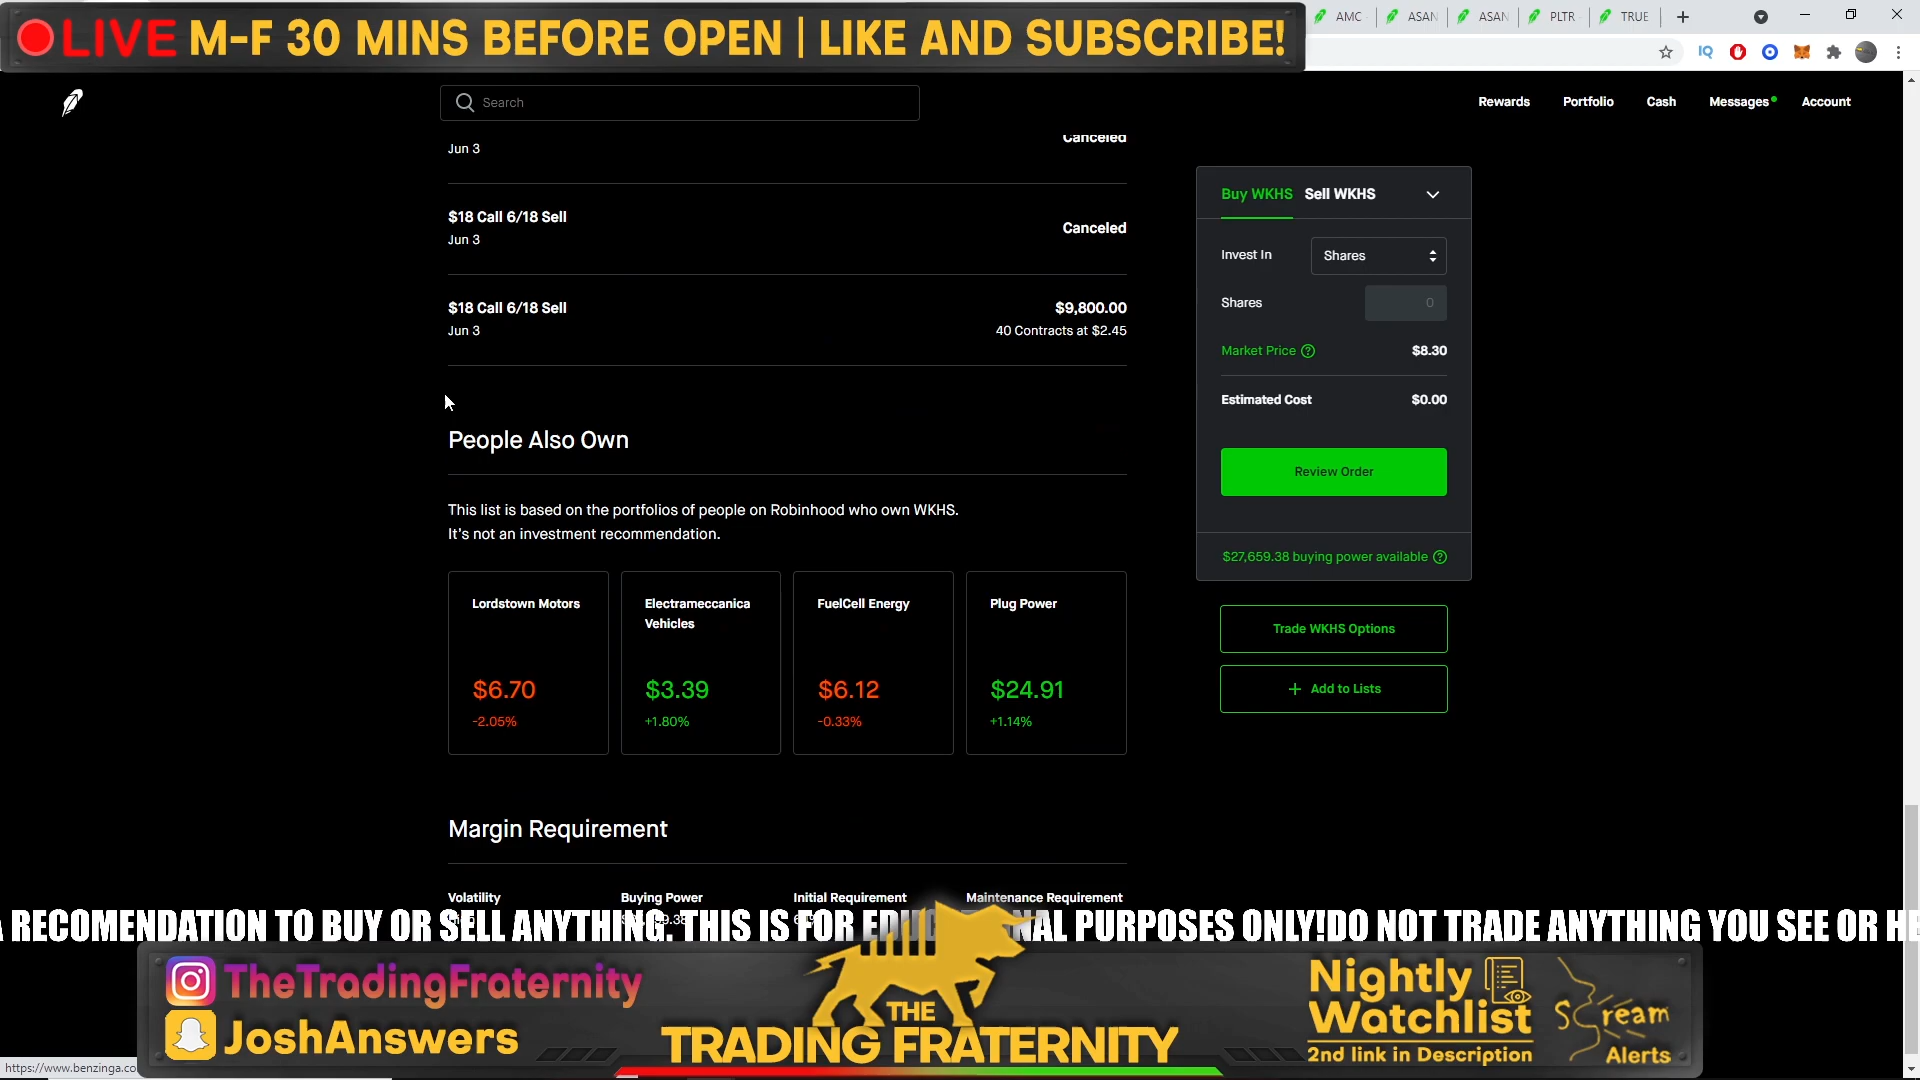 LIVE M-F 30 MINS BEFORE OPEN | LIKE AND SUBSCRIBE!
AMC
ASAN
ASAN
PLTR
TRUE
IQ
Search
Rewards
Portfolio
Cash
Messages
Account
Canceled
Jun 3
$18 Call 6/18 Sell
Jun 3
Canceled
$18 Call 6/18 Sell
Jun 3
$9,800.00
40 Contracts at $2.45
Buy WKHS
Sell WKHS
Invest In
Shares
Shares
0
Market Price
$8.30
Estimated Cost
$0.00
Review Order
$27,659.38 buying power available
Trade WKHS Options
+ Add to Lists
People Also Own
This list is based on the portfolios of people on Robinhood who own WKHS.
It's not an investment recommendation.
Lordstown Motors
$6.70
-2.05%
Electrameccanica
Vehicles
$3.39
+1.80%
FuelCell Energy
$6.12
-0.33%
Plug Power
$24.91
+1.14%
Margin Requirement
Volatility
Buying Power
Initial Requirement
Maintenance Requirement
RECOMENDATION TO BUY OR SELL ANYTHING. THIS IS FOR PURPOSES ONLY!DO NOT TRADE ANYTHING YOU SEE OR
TheTradingFraternity
JoshAnswers
THE
TRADING FRATERNITY
Nightly
Watchlist
2nd link in Description
Scream
Alerts
https://www.benzinga.co